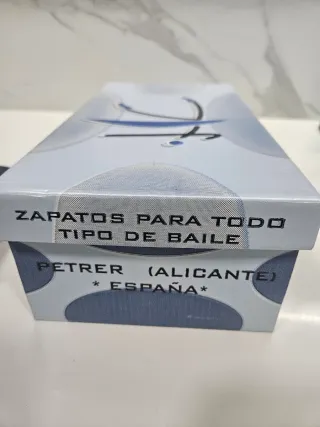 ZAPATOS PARA TODO
TIPO DE BAILE
PETRER (ALICANTE)
* ESPAÑA*